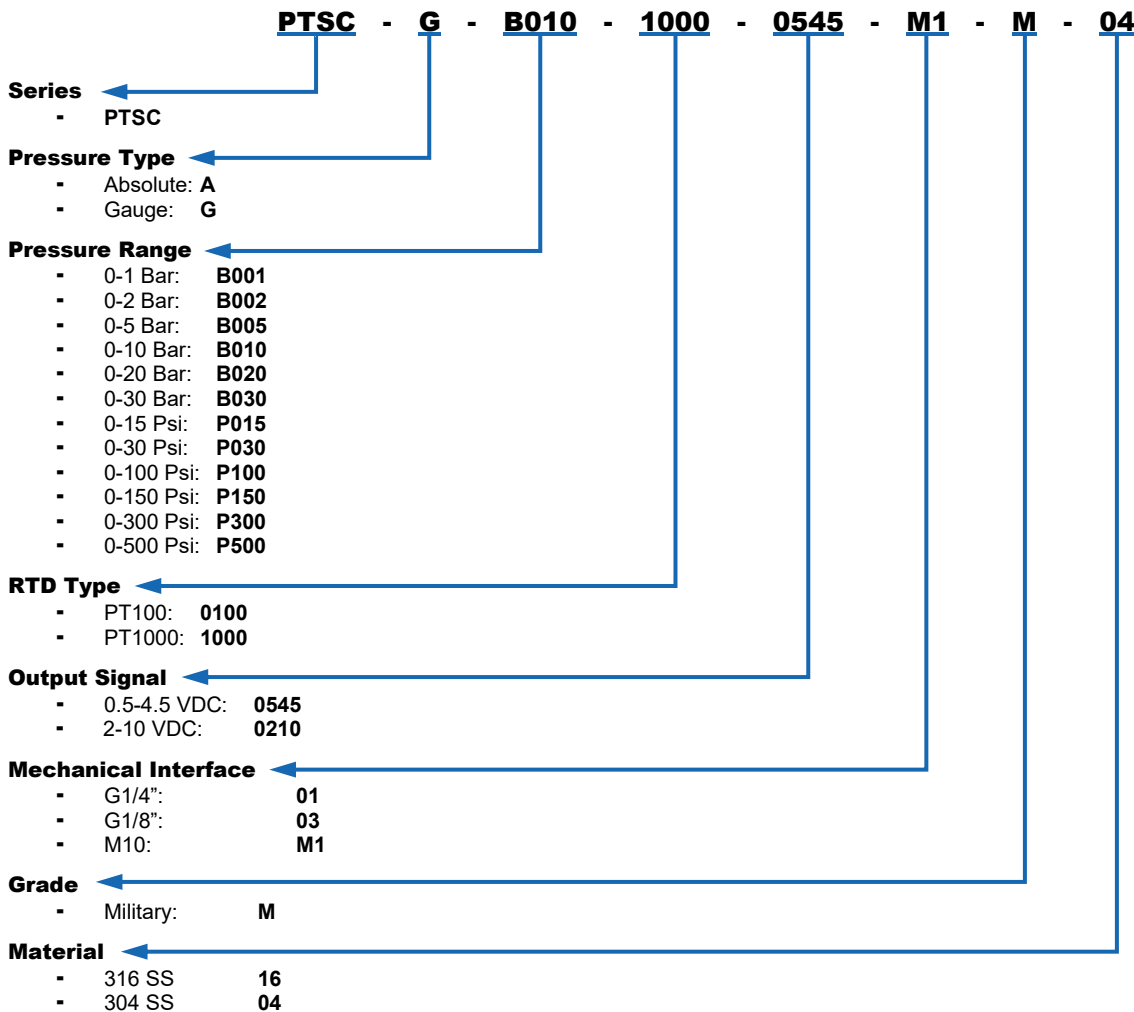 PTSC - G - B010 - 1000 - 0545 - M1 - M - 04
Series
- PTSC
Pressure Type
- Absolute: A
- Gauge: G
Pressure Range
- 0-1 Bar: B001
- 0-2 Bar: B002
- 0-5 Bar: B005
- 0-10 Bar: B010
- 0-20 Bar: B020
- 0-30 Bar: B030
- 0-15 Psi: P015
- 0-30 Psi: P030
- 0-100 Psi: P100
- 0-150 Psi: P150
- 0-300 Psi: P300
- 0-500 Psi: P500
RTD Type
- PT100: 0100
- PT1000: 1000
Output Signal
- 0.5-4.5 VDC: 0545
- 2-10 VDC: 0210
Mechanical Interface
- G1/4”: 01
- G1/8”: 03
- M10: M1
Grade
- Military: M
Material
- 316 SS 16
- 304 SS 04